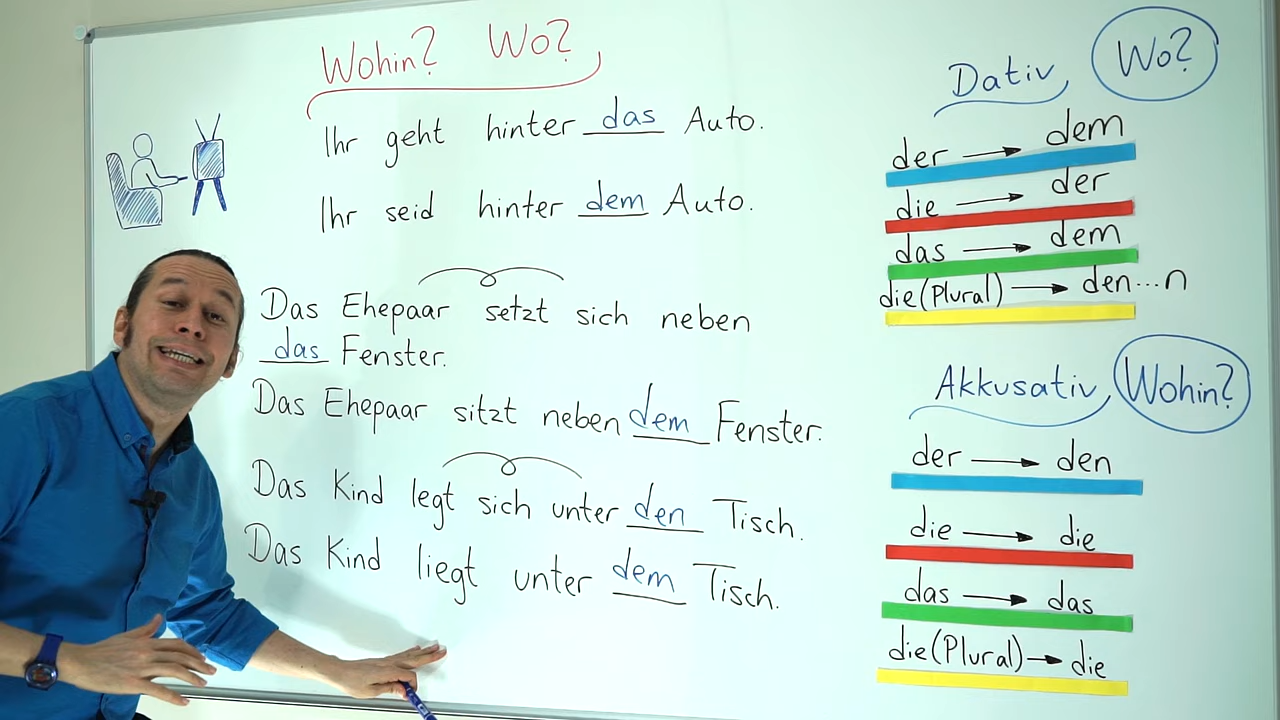 Wohin? Wo?
Ihr geht hinter das Auto.
Ihr seid hinter dem Auto.
Das Ehepaar setzt sich neben
das Fenster.
Das Ehepaar sitzt neben dem Fenster.
Das Kind legt sich unter den Tisch.
Das Kind liegt unter dem Tisch.
Dativ, Wo?
der → dem
die → der
das → dem
die (Plural) → den...n
Akkusativ, Wohin?
der → den
die → die
das → das
die (Plural) → die